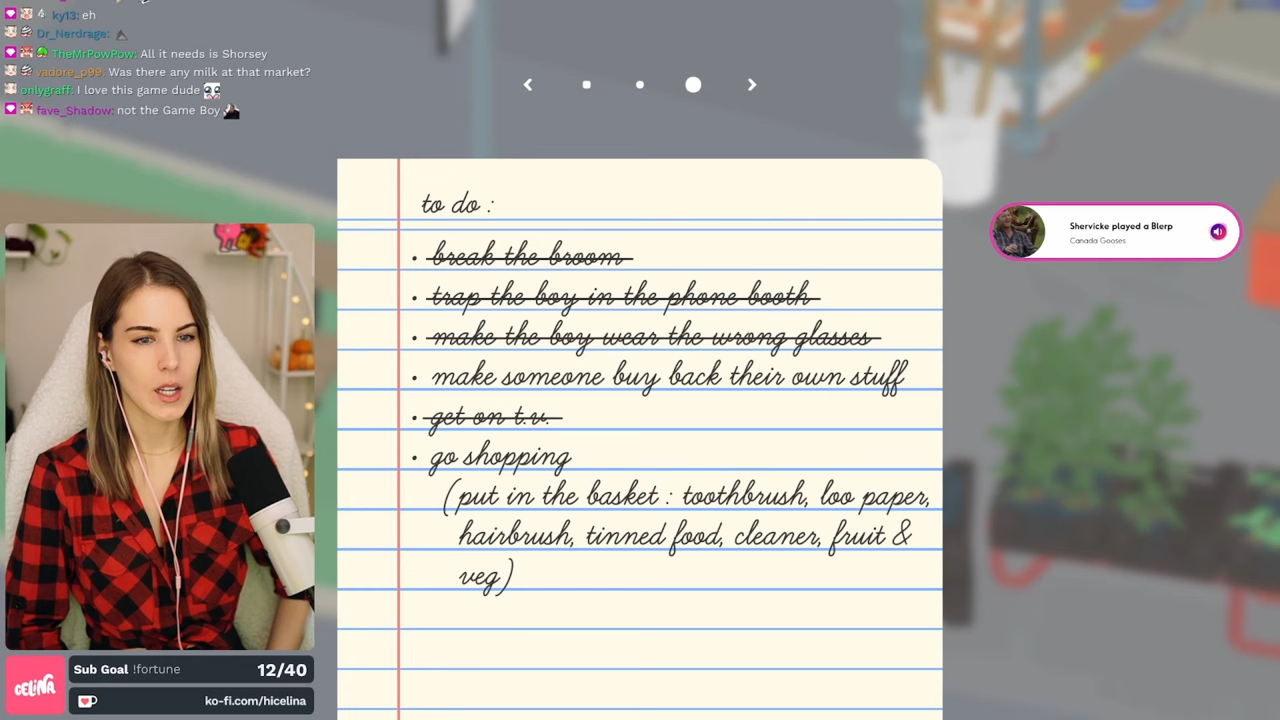 ky13: eh
Dr_Nerdrage:
TheMrPowPow: All it needs is Shorsey
vadore_p99: Was there any milk at that market?
onlygraff: I love this game dude
fave_Shadow: not the Game Boy
to do :
• break the broom
• trap the boy in the phone booth
• make the boy wear the wrong glasses
• make someone buy back their own stuff
• get on t.v.
• go shopping
(put in the basket : toothbrush, loo paper,
hairbrush, tinned food, cleaner, fruit &
veg)
Shervicke played a Blerp
Canada Gooses
CELINA
Sub Goal !fortune 12/40
ko-fi.com/hicelina